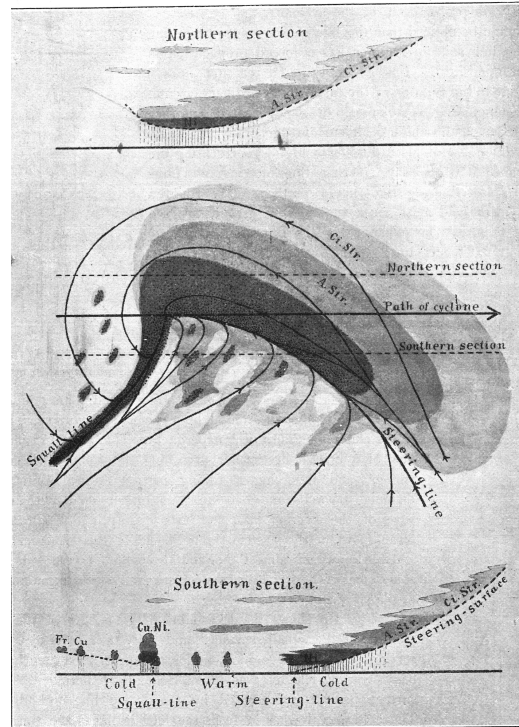 Northern section
Ci. Str.
A. Str.
Ni
Ci. Str.
Northern section
A. Str.
Path of cyclone
Southern section
Squall-line
Steering-line
Southern section.
Cu.Ni.
Fr. Cu
Ci. Str.
A. Str.
Steering-surface
Cold Warm Cold
Squall-line Steering-line